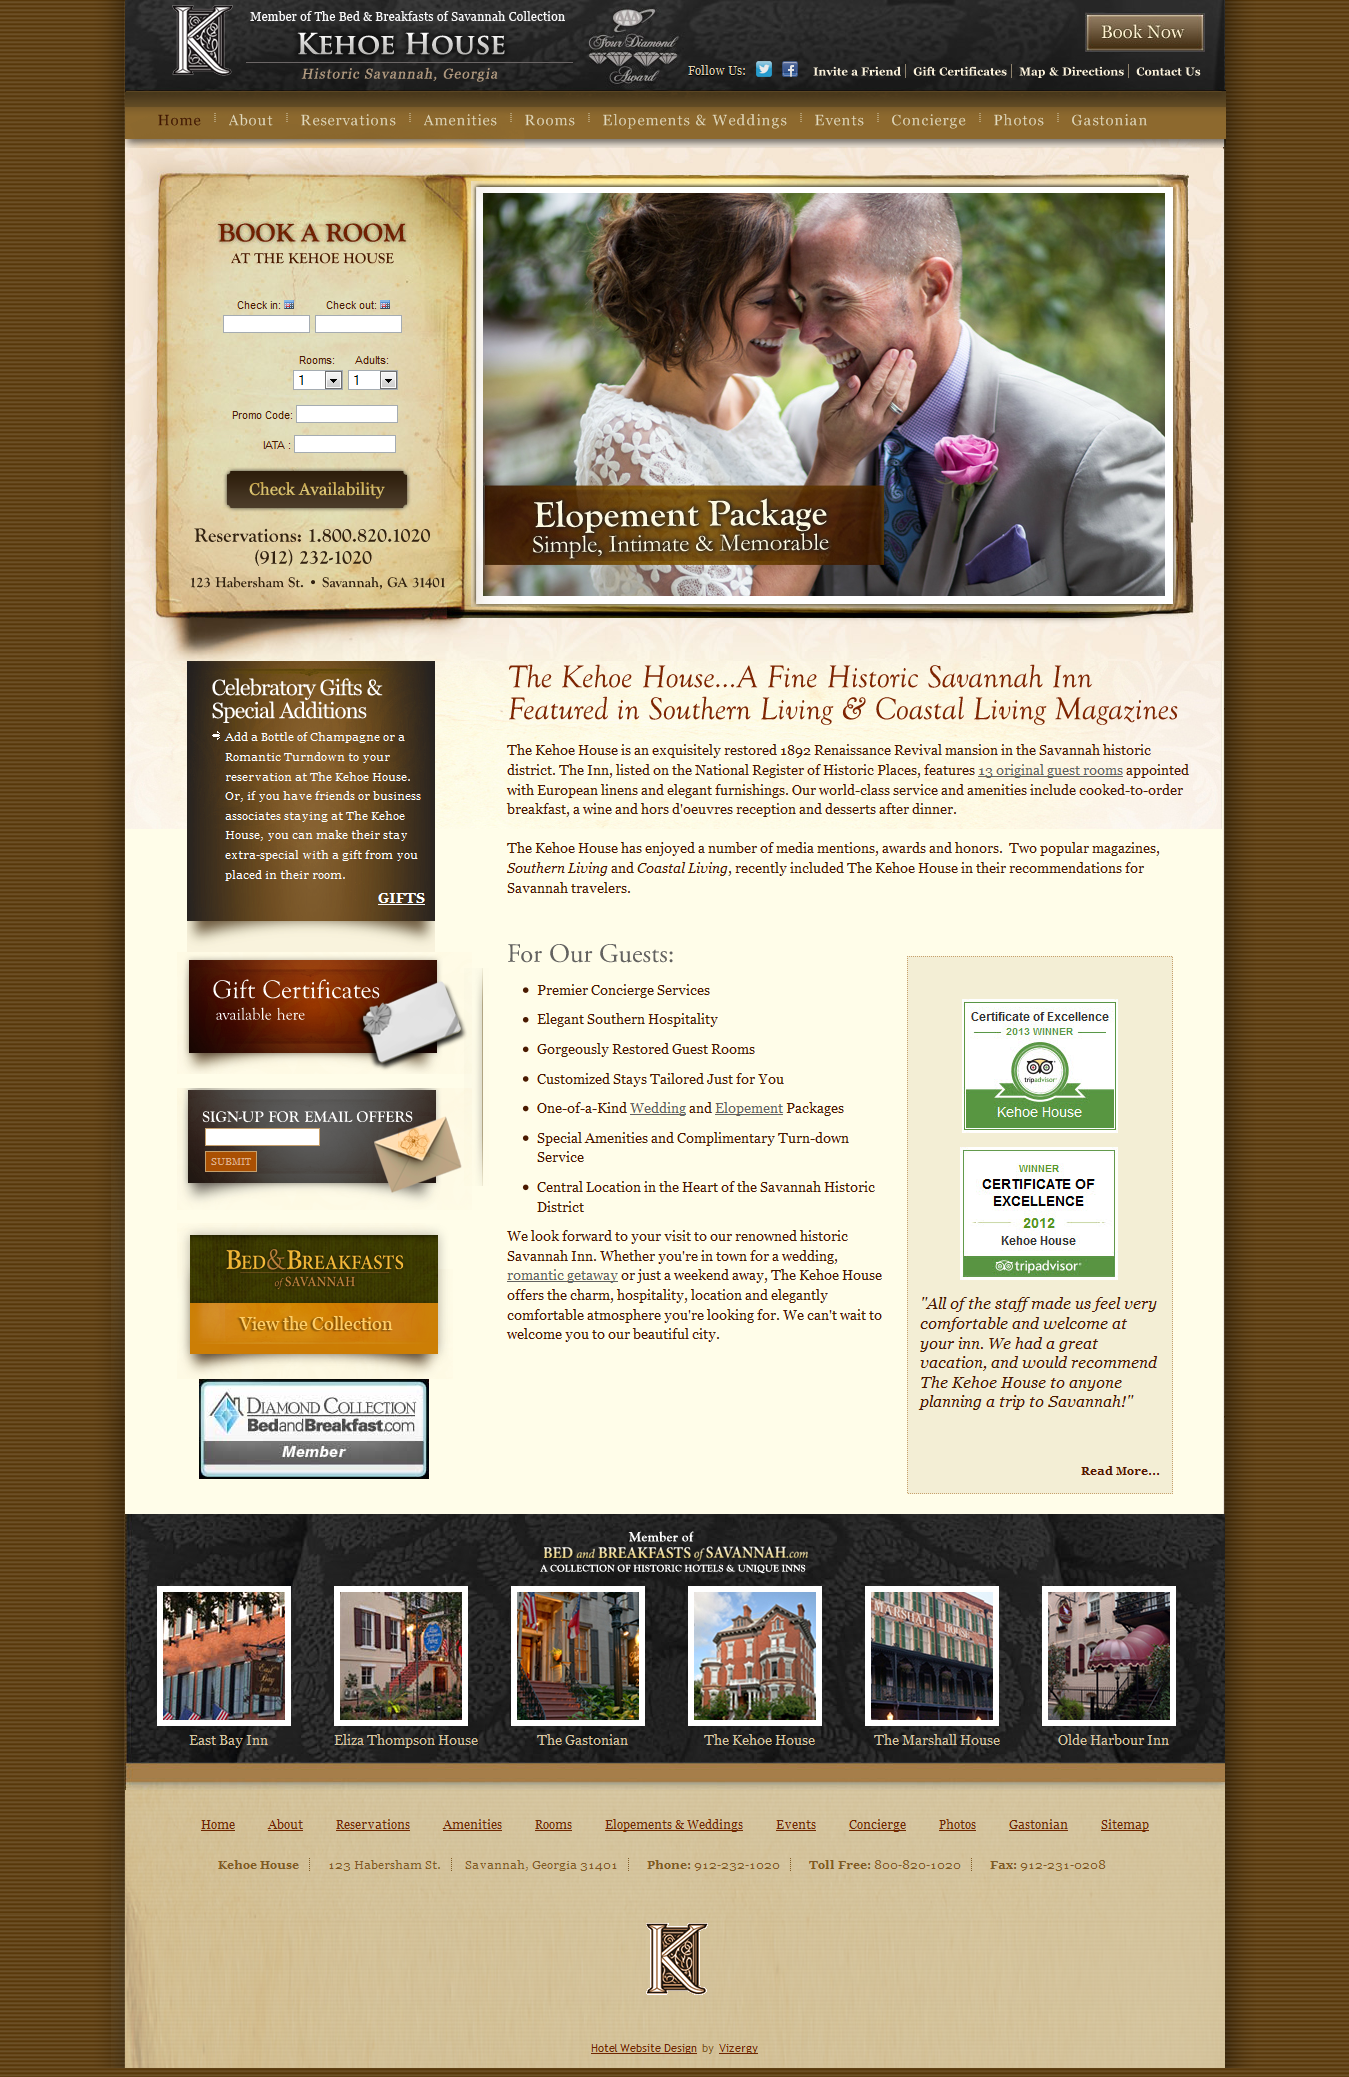 K
Member of The Bed & Breakfasts of Savannah Collection
KEHOE HOUSE
Historic Savannah, Georgia
AAA
Four Diamond
Award
Follow Us:
Book Now
Invite a Friend
Gift Certificates
Map & Directions
Contact Us
Home
About
Reservations
Amenities
Rooms
Elopements & Weddings
Events
Concierge
Photos
Gastonian
BOOK A ROOM
AT THE KEHOE HOUSE
Check in:
Check out:
Rooms:
Adults:
1
1
Promo Code:
IATA :
Check Availability
Reservations: 1.800.820.1020
(912) 232-1020
123 Habersham St. • Savannah, GA 31401
Elopement Package
Simple, Intimate & Memorable
Celebratory Gifts &
Special Additions
Add a Bottle of Champagne or a
Romantic Turndown to your
reservation at The Kehoe House.
Or, if you have friends or business
associates staying at The Kehoe
House, you can make their stay
extra-special with a gift from you
placed in their room.
GIFTS
Gift Certificates
available here
SIGN-UP FOR EMAIL OFFERS
SUBMIT
BED & BREAKFASTS
of SAVANNAH
View the Collection
DIAMOND COLLECTION
BedandBreakfast.com
Member
The Kehoe House...A Fine Historic Savannah Inn
Featured in Southern Living & Coastal Living Magazines
The Kehoe House is an exquisitely restored 1892 Renaissance Revival mansion in the Savannah historic
district. The Inn, listed on the National Register of Historic Places, features 13 original guest rooms appointed
with European linens and elegant furnishings. Our world-class service and amenities include cooked-to-order
breakfast, a wine and hors d'oeuvres reception and desserts after dinner.
The Kehoe House has enjoyed a number of media mentions, awards and honors.  Two popular magazines,
Southern Living and Coastal Living, recently included The Kehoe House in their recommendations for
Savannah travelers.
For Our Guests:
• Premier Concierge Services
• Elegant Southern Hospitality
• Gorgeously Restored Guest Rooms
• Customized Stays Tailored Just for You
• One-of-a-Kind Wedding and Elopement Packages
• Special Amenities and Complimentary Turn-down
Service
• Central Location in the Heart of the Savannah Historic
District
We look forward to your visit to our renowned historic
Savannah Inn. Whether you're in town for a wedding,
romantic getaway or just a weekend away, The Kehoe House
offers the charm, hospitality, location and elegantly
comfortable atmosphere you're looking for. We can't wait to
welcome you to our beautiful city.
Certificate of Excellence
2013 WINNER
tripadvisor
Kehoe House
WINNER
CERTIFICATE OF
EXCELLENCE
2012
Kehoe House
tripadvisor
"All of the staff made us feel very
comfortable and welcome at
your inn. We had a great
vacation, and would recommend
The Kehoe House to anyone
planning a trip to Savannah!"
Read More...
Member of
BED and BREAKFASTS of SAVANNAH.com
A COLLECTION OF HISTORIC HOTELS & UNIQUE INNS
East Bay Inn
MARSHALL HOUSE
East Bay Inn
Eliza Thompson House
The Gastonian
The Kehoe House
The Marshall House
Olde Harbour Inn
Home
About
Reservations
Amenities
Rooms
Elopements & Weddings
Events
Concierge
Photos
Gastonian
Sitemap
Kehoe House
123 Habersham St.
Savannah, Georgia 31401
Phone: 912-232-1020
Toll Free: 800-820-1020
Fax: 912-231-0208
K
Hotel Website Design by Vizergy